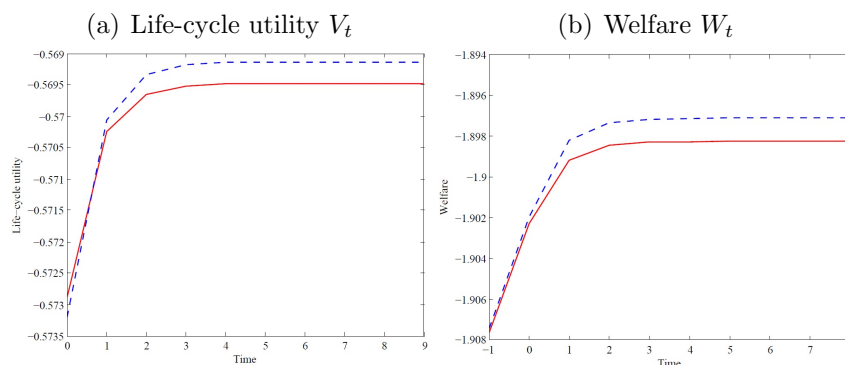 (a) Life-cycle utility V_t
−0.569
−0.5695
−0.57
−0.5705
−0.571
−0.5715
−0.572
−0.5725
−0.573
−0.5735
Life−cycle utility
0 1 2 3 4 5 6 7 8 9
Time
(b) Welfare W_t
−1.894
−1.896
−1.898
−1.9
−1.902
−1.904
−1.906
−1.908
Welfare
−1 0 1 2 3 4 5 6 7
Time